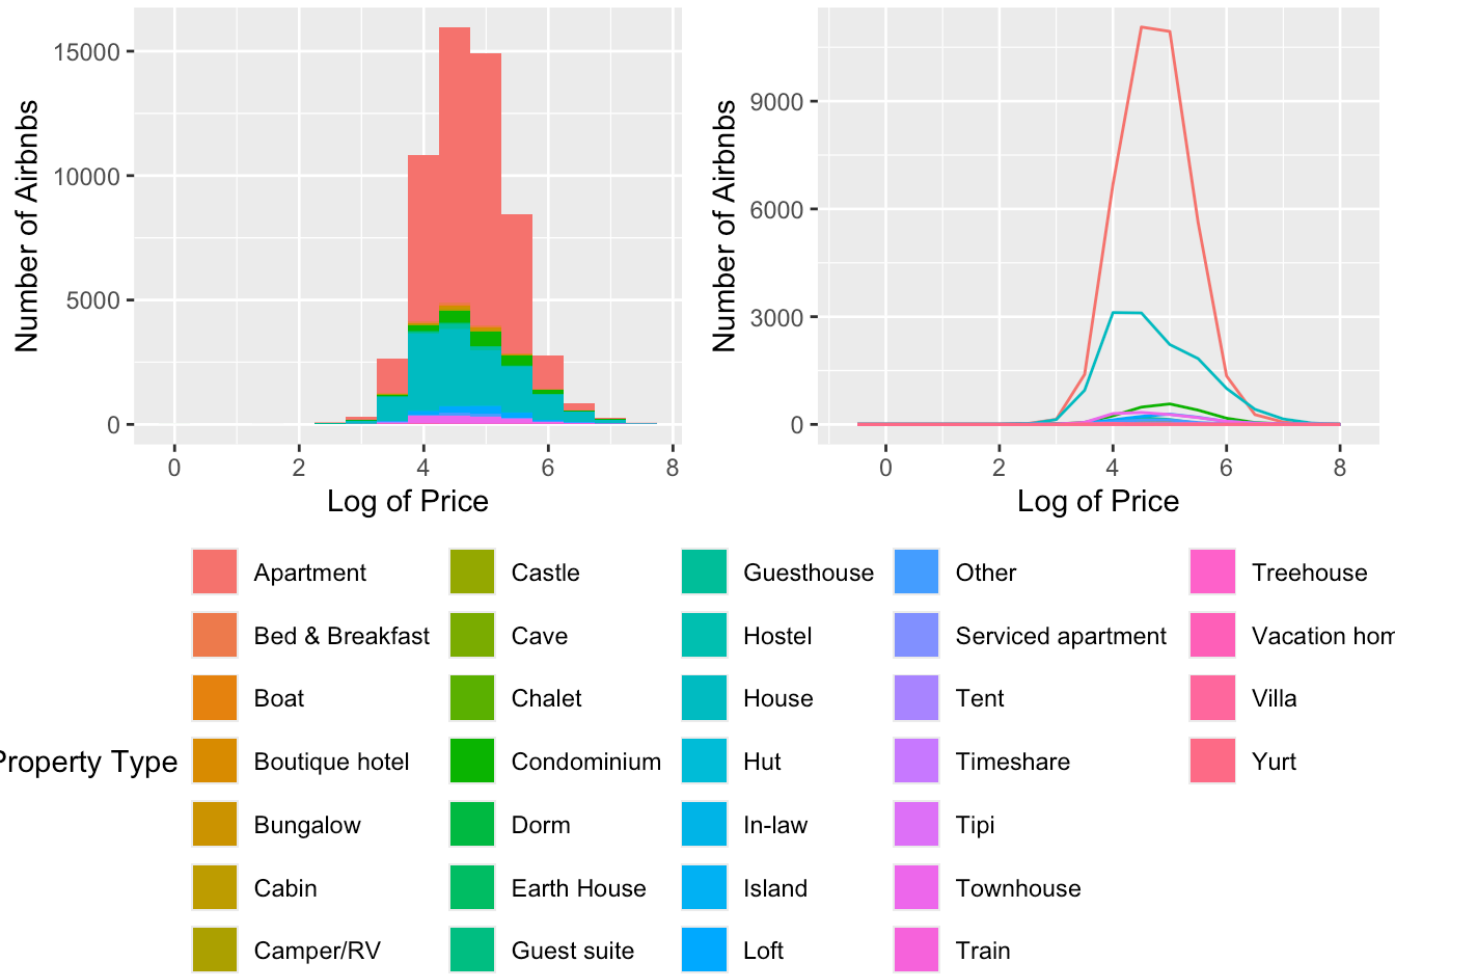 15000
10000
5000
0
Number of Airbnbs
0 2 4 6 8
Log of Price
9000
6000
3000
0
Number of Airbnbs
0 2 4 6 8
Log of Price
Property Type
Apartment
Bed & Breakfast
Boat
Boutique hotel
Bungalow
Cabin
Camper/RV
Castle
Cave
Chalet
Condominium
Dorm
Earth House
Guest suite
Guesthouse
Hostel
House
Hut
In-law
Island
Loft
Other
Serviced apartment
Tent
Timeshare
Tipi
Townhouse
Train
Treehouse
Vacation hom
Villa
Yurt